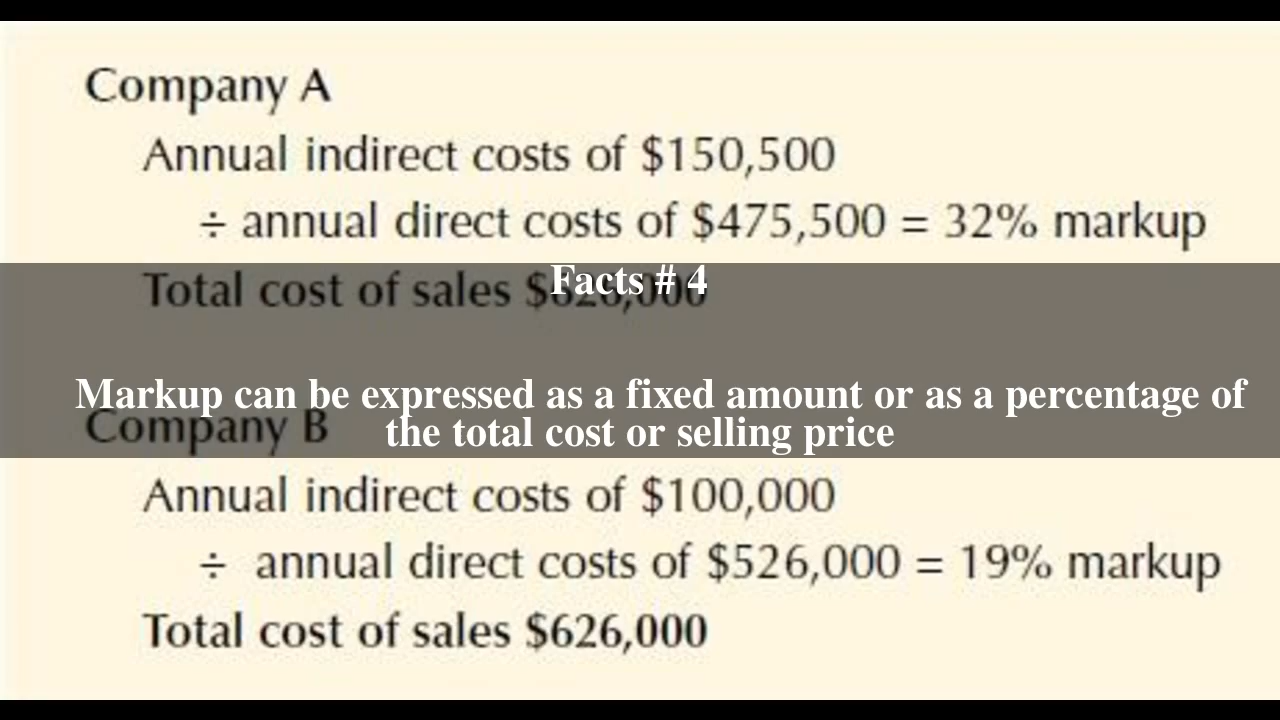 Company A
Annual indirect costs of $150,500
÷ annual direct costs of $475,500 = 32% markup
Total cost of sales $626,000
Facts # 4
Markup can be expressed as a fixed amount or as a percentage of
the total cost or selling price
Company B
Annual indirect costs of $100,000
÷ annual direct costs of $526,000 = 19% markup
Total cost of sales $626,000